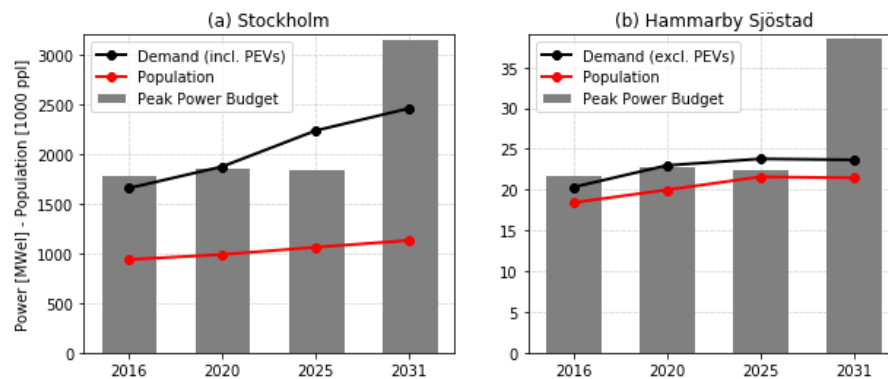 (a) Stockholm
Demand (incl. PEVs)
Population
Peak Power Budget
Power [MWel] - Population [1000 ppl]
3000
2500
2000
1500
1000
500
0
2016 2020 2025 2031
(b) Hammarby Sjöstad
Demand (excl. PEVs)
Population
Peak Power Budget
35
30
25
20
15
10
5
0
2016 2020 2025 2031